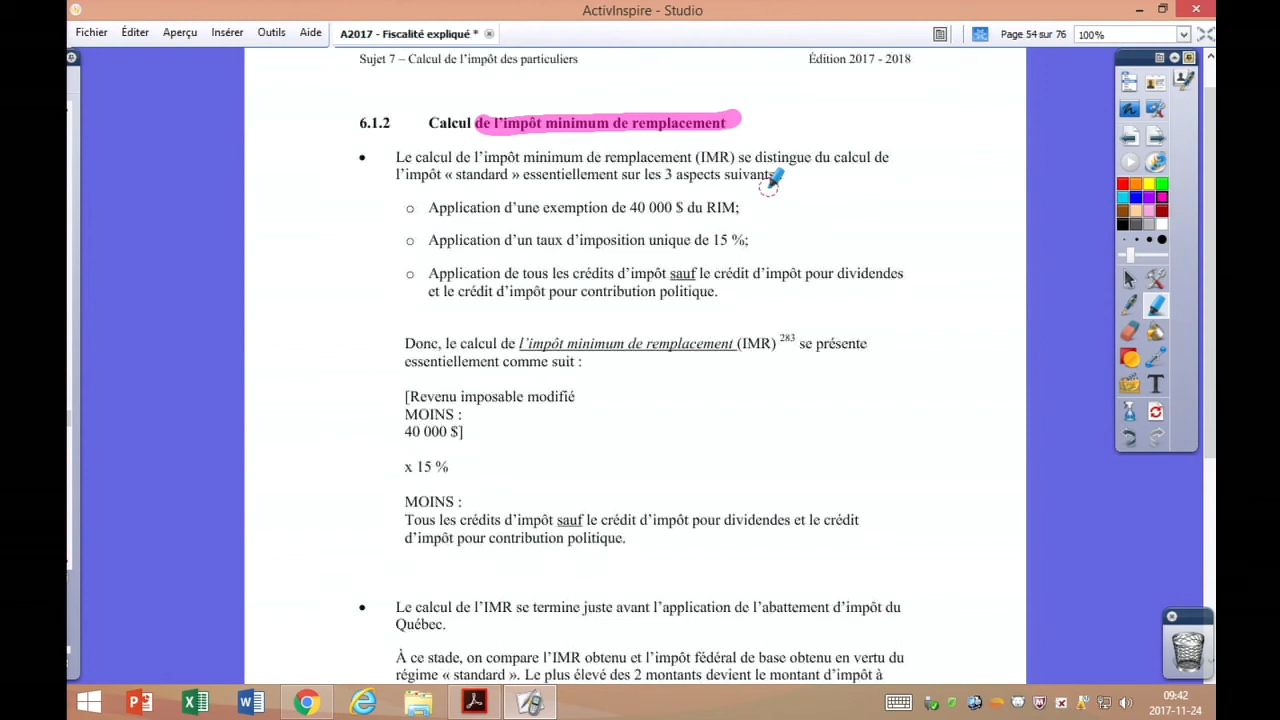 ActivInspire - Studio
Fichier Éditer Aperçu Insérer Outils Aide A2017 - Fiscalité expliqué * Page 54 sur 76 100%
Sujet 7 – Calcul de l'impôt des particuliers Édition 2017 - 2018
6.1.2 Calcul de l'impôt minimum de remplacement
• Le calcul de l'impôt minimum de remplacement (IMR) se distingue du calcul de
l'impôt « standard » essentiellement sur les 3 aspects suivants
o Application d'une exemption de 40 000 $ du RIM;
o Application d'un taux d'imposition unique de 15 %;
o Application de tous les crédits d'impôt sauf le crédit d'impôt pour dividendes
et le crédit d'impôt pour contribution politique.
Donc, le calcul de l'impôt minimum de remplacement (IMR) 283 se présente
essentiellement comme suit :
[Revenu imposable modifié
MOINS :
40 000 $]
x 15 %
MOINS :
Tous les crédits d'impôt sauf le crédit d'impôt pour dividendes et le crédit
d'impôt pour contribution politique.
• Le calcul de l'IMR se termine juste avant l'application de l'abattement d'impôt du
Québec.
À ce stade, on compare l'IMR obtenu et l'impôt fédéral de base obtenu en vertu du
régime « standard ». Le plus élevé des 2 montants devient le montant d'impôt à
09:42
2017-11-24